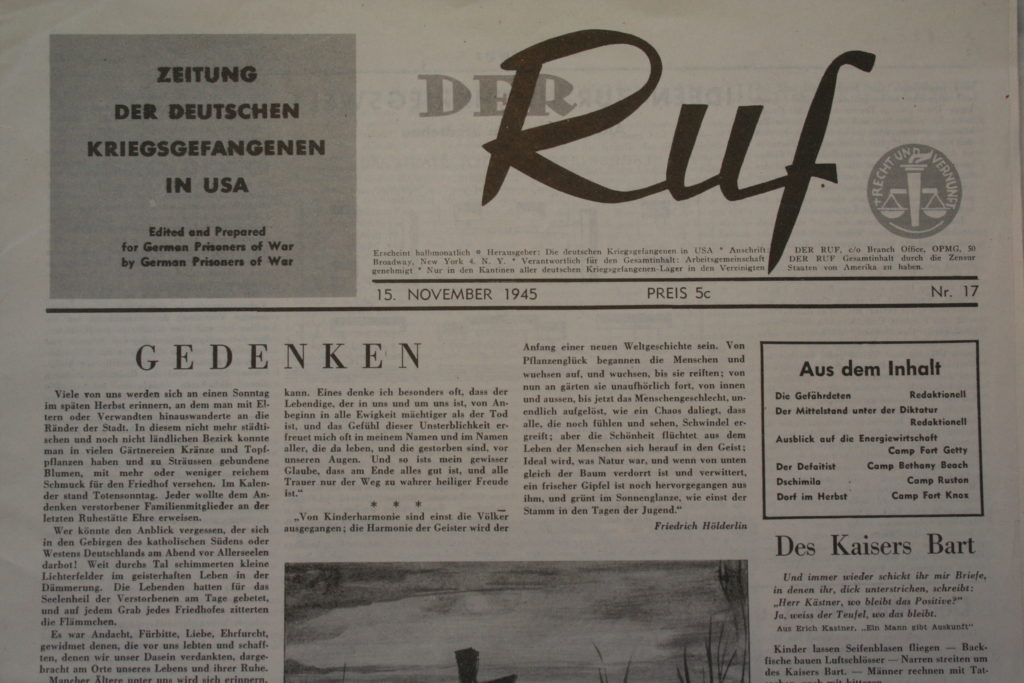 ZEITUNG
DER DEUTSCHEN
KRIEGSGEFANGENEN
IN USA
Edited and Prepared
for German Prisoners of War
by German Prisoners of War
DER
Ruf
RECHT UND VERNUNFT
Erscheint halbmonatlich * Herausgeber: Die deutschen Kriegsgefangenen in USA * Anschrift: DER RUF, c/o Branch Office, OPMG, 50
Broadway, New York 4, N. Y. * Verantwortlich für den Gesamtinhalt: Arbeitsgemeinschaft DER RUF Gesamtinhalt durch die Zensur
genehmigt * Nur in den Kantinen aller deutschen Kriegsgefangenen-Lager in den Vereinigten Staaten von Amerika zu haben.
15. NOVEMBER 1945 PREIS 5c Nr. 17
GEDENKEN
Viele von uns werden sich an einen Sonntag
im späten Herbst erinnern, an dem man mit El-
tern oder Verwandten hinauswanderte an die
Ränder der Stadt. In diesem nicht mehr städti-
schen und noch nicht ländlichen Bezirk konnte
man in vielen Gärtnereien Kränze und Topf-
pflanzen haben und zu Sträussen gebundene
Blumen, mit mehr oder weniger reichem
Schmuck für den Friedhof versehen. Im Kalen-
der stand Totensonntag. Jeder wollte dem An-
denken verstorbener Familienmitglieder an der
letzten Ruhestätte Ehre erweisen.
Wer könnte den Anblick vergessen, der sich
in den Gebirgen des katholischen Südens oder
Westens Deutschlands am Abend vor Allerseelen
darbot! Weit durchs Tal schimmerten kleine
Lichterfelder im geisterhaften Leben in der
Dämmerung. Die Lebenden hatten für das
Seelenheil der Verstorbenen am Tage gebetet,
und auf jedem Grab jedes Friedhofes zitterten
die Flämmchen.
Es war Andacht, Fürbitte, Liebe, Ehrfurcht,
gewidmet denen, die vor uns lebten und schaff-
ten, denen wir unser Dasein verdankten, darge-
bracht am Orte unseres Lebens und ihrer Ruhe.
Mancher Ältere unter uns wird sich erinnern,
kann. Eines denke ich besonders oft, dass der
Lebendige, der in uns und um uns ist, von An-
beginn in alle Ewigkeit mächtiger als der Tod
ist, und das Gefühl dieser Unsterblichkeit er-
freuet mich oft in meinem Namen und im Namen
aller, die da leben, und die gestorben sind, vor
unseren Augen. Und so ists mein gewisser
Glaube, dass am Ende alles gut ist, und alle
Trauer nur der Weg zu wahrer heiliger Freude
ist."
* * *
„Von Kinderharmonie sind einst die Völker
ausgegangen; die Harmonie der Geister wird der
Anfang einer neuen Weltgeschichte sein. Von
Pflanzenglück begannen die Menschen und
wuchsen auf, und wuchsen, bis sie reiften; von
nun an gärten sie unaufhörlich fort, von innen
und aussen, bis jetzt das Menschengeschlecht, un-
endlich aufgelöst, wie ein Chaos daliegt, dass
alle, die noch fühlen und sehen, Schwindel er-
greift; aber die Schönheit flüchtet aus dem
Leben der Menschen sich herauf in den Geist;
Ideal wird, was Natur war, und wenn von unten
gleich der Baum verdorrt ist und verwittert,
ein frischer Gipfel ist noch hervorgegangen aus
ihm, und grünt im Sonnenglanze, wie einst der
Stamm in den Tagen der Jugend."
Friedrich Hölderlin
Aus dem Inhalt
Die Gefährdeten Redaktionell
Der Mittelstand unter der Diktatur
Redaktionell
Ausblick auf die Energiewirtschaft
Camp Fort Getty
Der Defaitist Camp Bethany Beach
Dschimila Camp Ruston
Dorf im Herbst Camp Fort Knox
Des Kaisers Bart
Und immer wieder schickt ihr mir Briefe,
in denen ihr, dick unterstrichen, schreibt:
„Herr Kästner, wo bleibt das Positive?"
Ja, weiss der Teufel, wo das bleibt.
Aus Erich Kastner, „Ein Mann gibt Auskunft"
Kinder lassen Seifenblasen fliegen — Back-
fische bauen Luftschlösser — Narren streiten um
des Kaisers Bart. — Männer rechnen mit Tat-